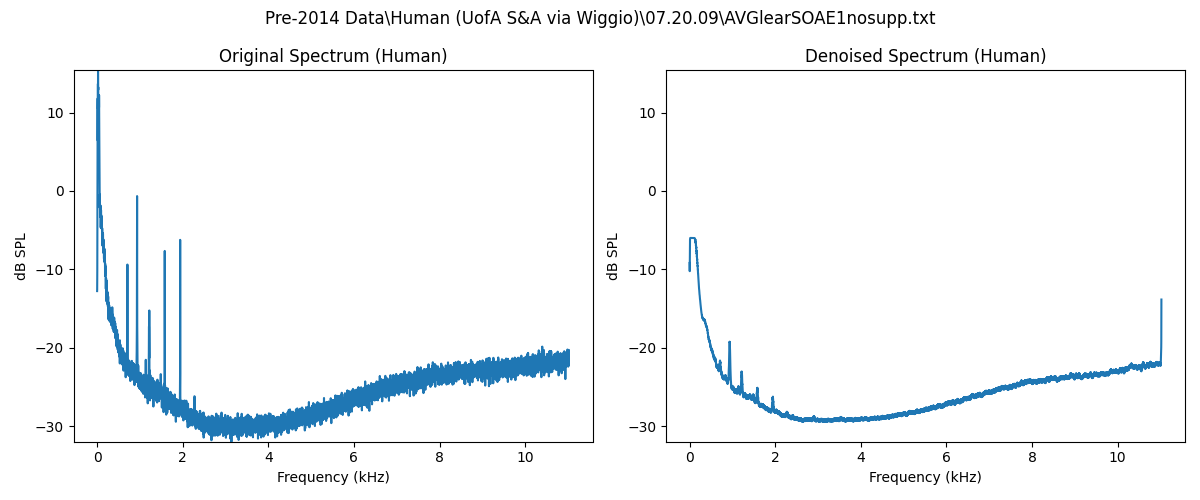 Pre-2014 Data\Human (UofA S&A via Wiggio)\07.20.09\AVGlearSOAE1nosupp.txt
Original Spectrum (Human)
10
0
−10
−20
−30
dB SPL
0 2 4 6 8 10
Frequency (kHz)
Denoised Spectrum (Human)
10
0
−10
−20
−30
dB SPL
0 2 4 6 8 10
Frequency (kHz)